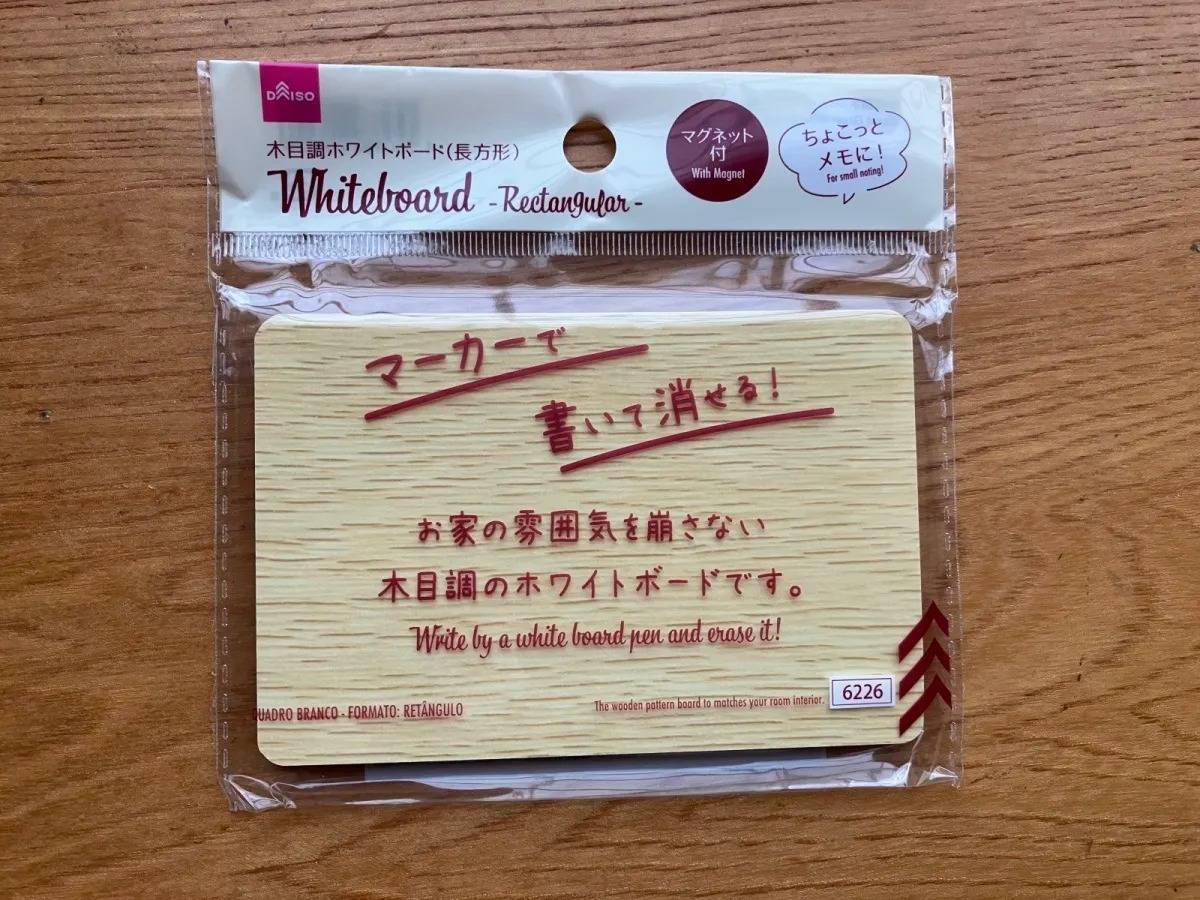 DAISO
木目調ホワイトボード(長方形)
Whiteboard -Rectangular-
マグネット
付
With Magnet
ちょこっと
メモに!
For small noting!
マーカーで
書いて消せる!
お家の雰囲気を崩さない
木目調のホワイトボードです。
Write by a white board pen and erase it!
QUADRO BRANCO - FORMATO: RETÂNGULO
The wooden pattern board to matches your room interior.
6226